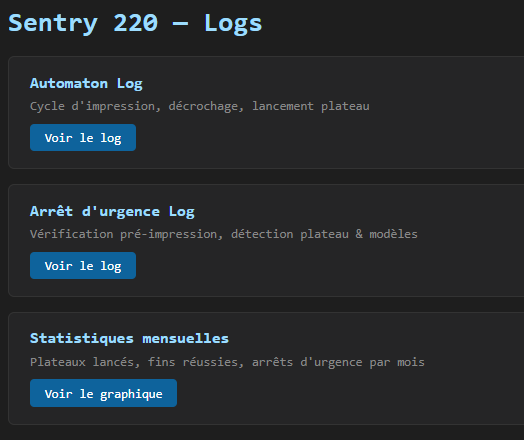 Sentry 220 — Logs
Automaton Log
Cycle d'impression, décrochage, lancement plateau
Voir le log
Arrêt d'urgence Log
Vérification pré-impression, détection plateau & modèles
Voir le log
Statistiques mensuelles
Plateaux lancés, fins réussies, arrêts d'urgence par mois
Voir le graphique